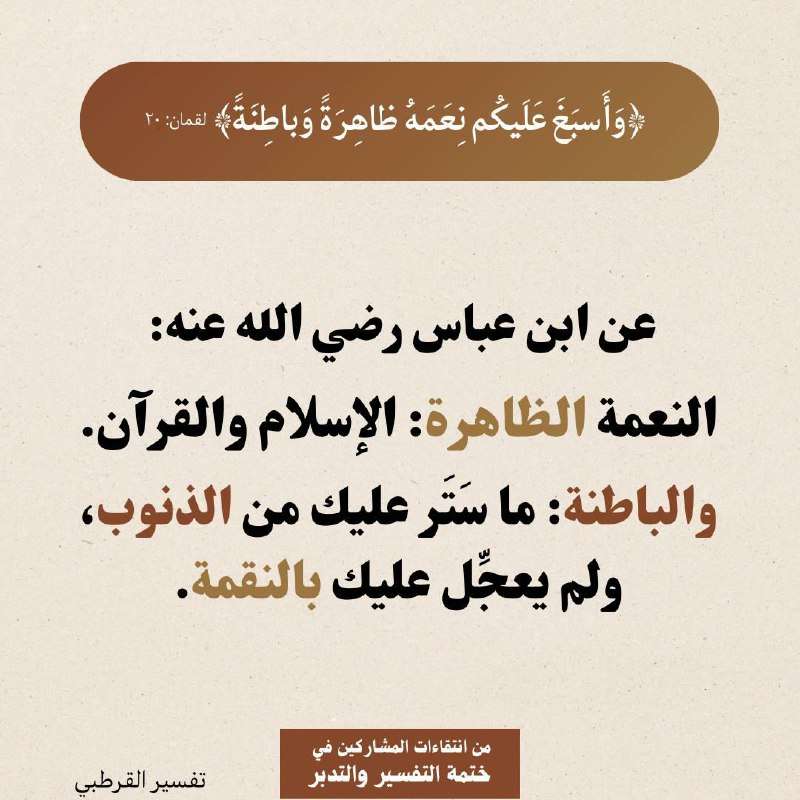 ﴿وَأَسبَغَ عَلَيكُم نِعَمَهُ ظاهِرَةً وَباطِنَةً﴾ لقمان: ٢٠
عن ابن عباس رضي الله عنه:
النعمة الظاهرة: الإسلام والقرآن.
والباطنة: ما سَتَر عليك من الذنوب،
ولم يعجِّل عليك بالنقمة.
من انتقاءات المشاركين في
ختمة التفسير والتدبر
تفسير القرطبي